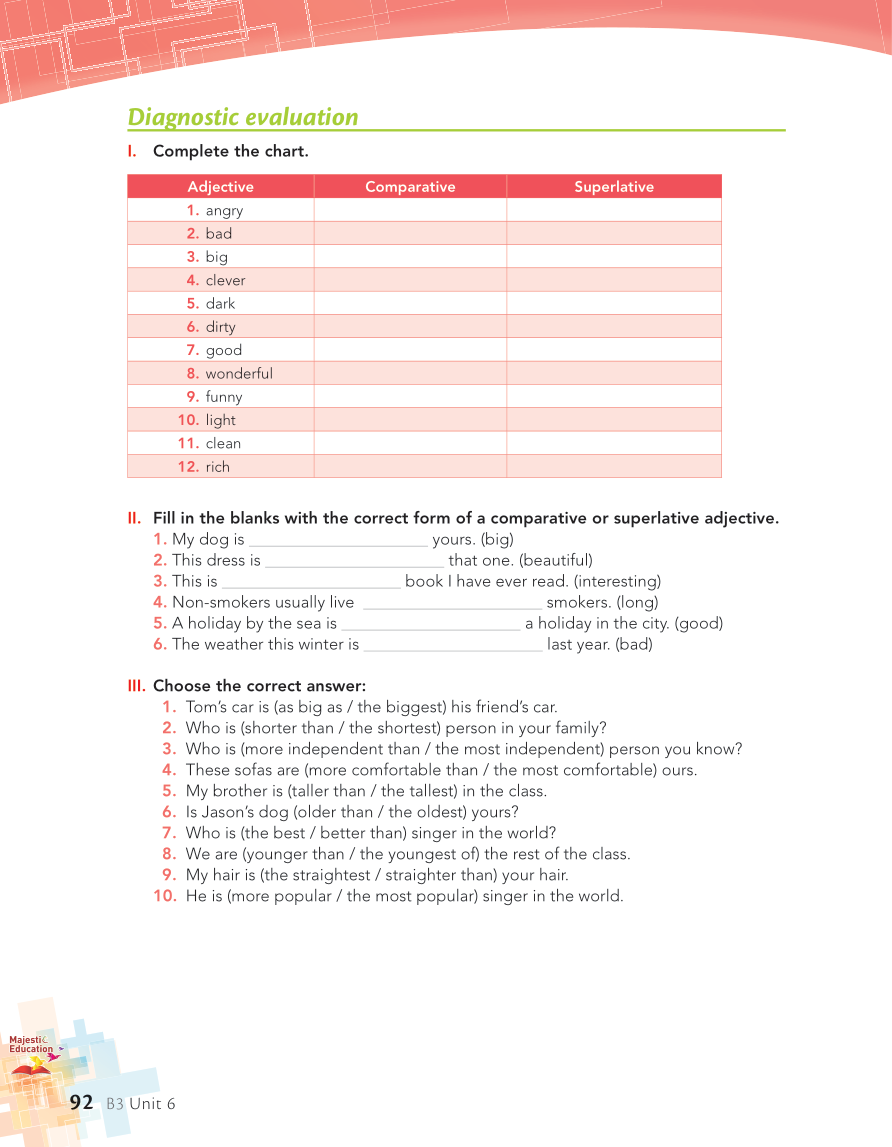 Diagnostic evaluation
I. Complete the chart.
Adjective Comparative Superlative
1. angry
2. bad
3. big
4. clever
5. dark
6. dirty
7. good
8. wonderful
9. funny
10. light
11. clean
12. rich
II. Fill in the blanks with the correct form of a comparative or superlative adjective.
1. My dog is ____________________ yours. (big)
2. This dress is ____________________ that one. (beautiful)
3. This is ____________________ book I have ever read. (interesting)
4. Non-smokers usually live ____________________ smokers. (long)
5. A holiday by the sea is ____________________ a holiday in the city. (good)
6. The weather this winter is ____________________ last year. (bad)
III. Choose the correct answer:
1. Tom’s car is (as big as / the biggest) his friend’s car.
2. Who is (shorter than / the shortest) person in your family?
3. Who is (more independent than / the most independent) person you know?
4. These sofas are (more comfortable than / the most comfortable) ours.
5. My brother is (taller than / the tallest) in the class.
6. Is Jason’s dog (older than / the oldest) yours?
7. Who is (the best / better than) singer in the world?
8. We are (younger than / the youngest of) the rest of the class.
9. My hair is (the straightest / straighter than) your hair.
10. He is (more popular / the most popular) singer in the world.
Majestic
Education
92 B3 Unit 6